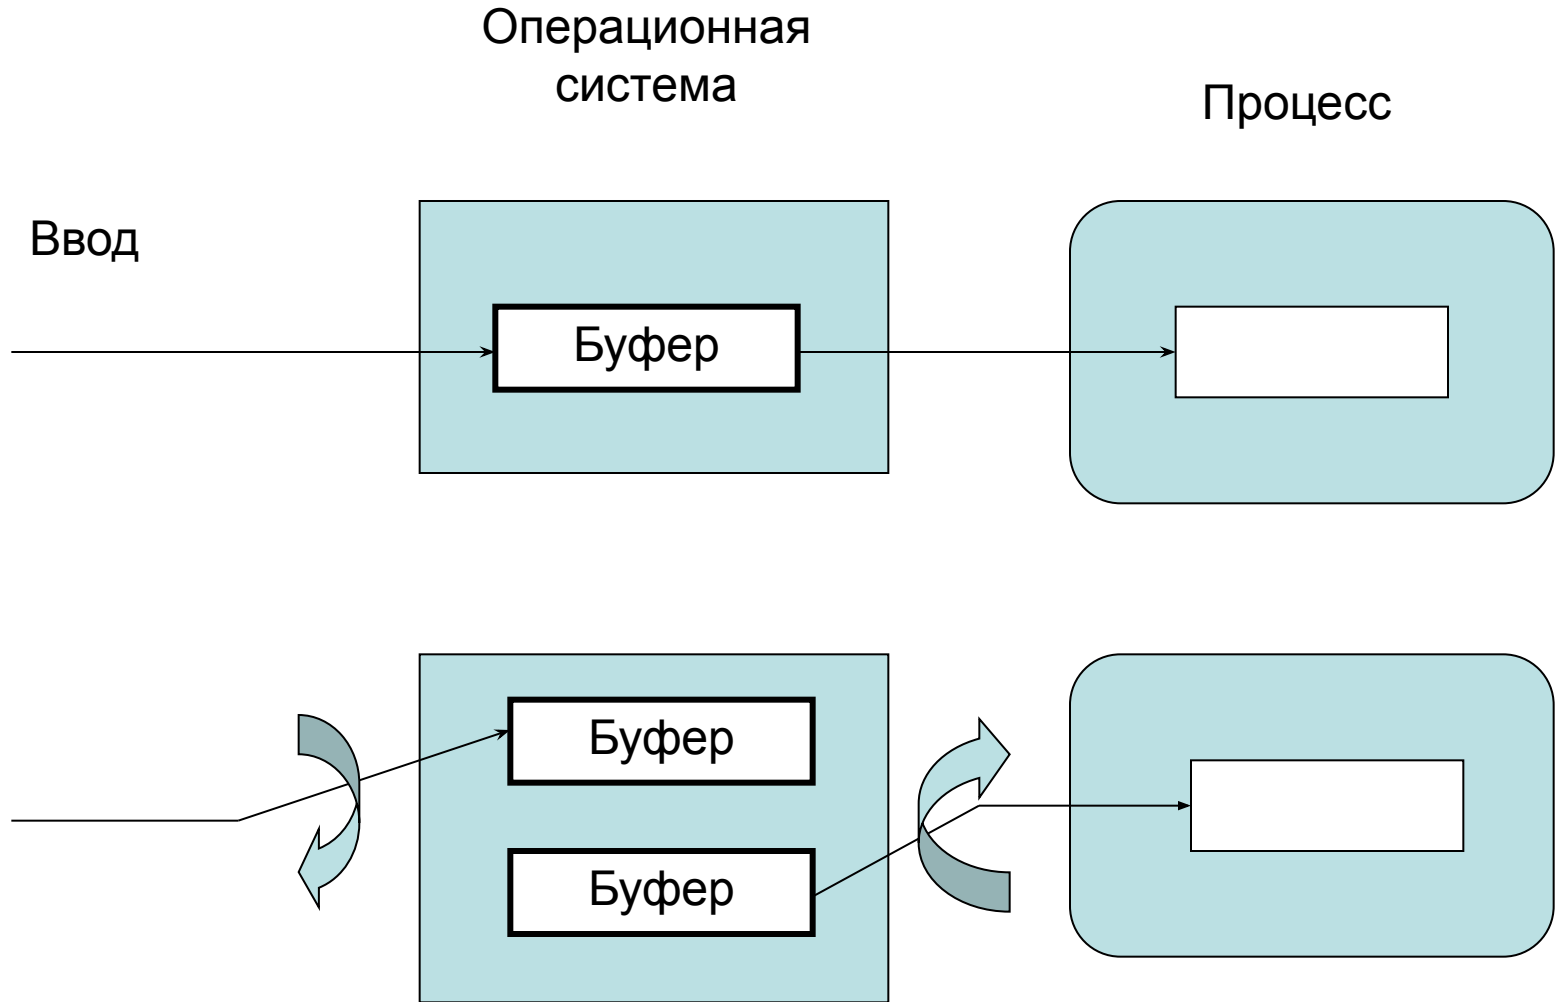 Операционная
система
Процесс
Ввод
Буфер
Буфер
Буфер